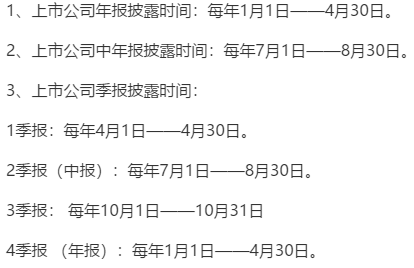 1、上市公司年报披露时间：每年1月1日——4月30日。
2、上市公司中年报披露时间：每年7月1日——8月30日。
3、上市公司季报披露时间：
1季报：每年4月1日——4月30日。
2季报（中报）：每年7月1日——8月30日。
3季报： 每年10月1日——10月31日
4季报 （年报）：每年1月1日——4月30日。